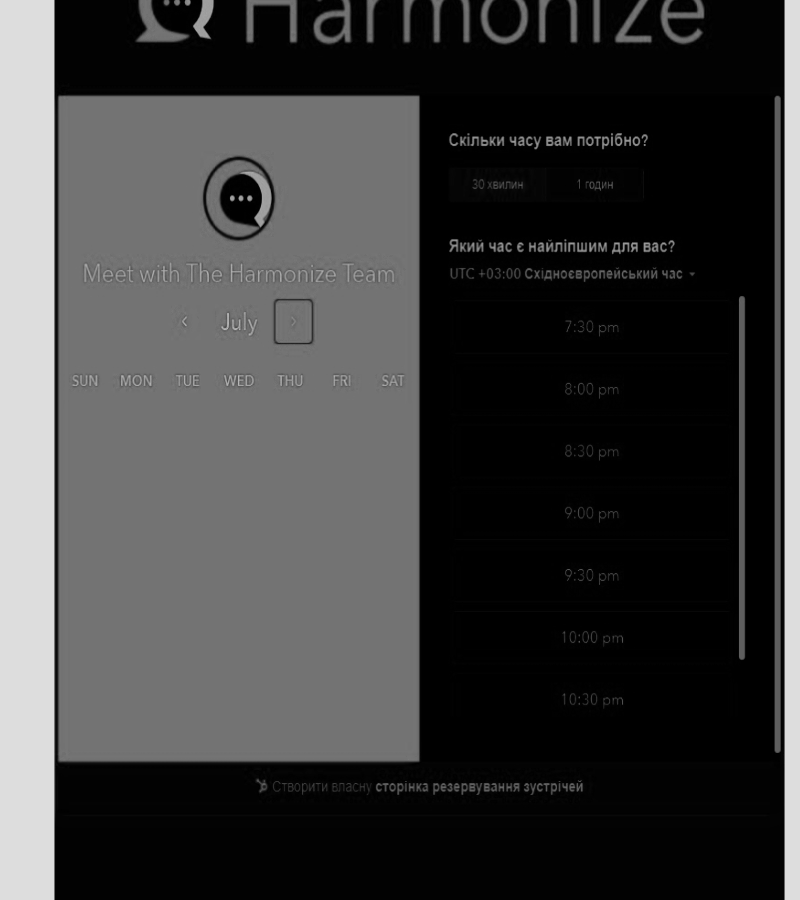 Harmonize
Meet with The Harmonize Team
July
SUN MON TUE WED THU FRI SAT
Скільки часу вам потрібно?
30 хвилин 1 годин
Який час є найліпшим для вас?
UTC +03:00 Східноєвропейський час
7:30 pm
8:00 pm
8:30 pm
9:00 pm
9:30 pm
10:00 pm
10:30 pm
Створити власну сторінка резервування зустрічей